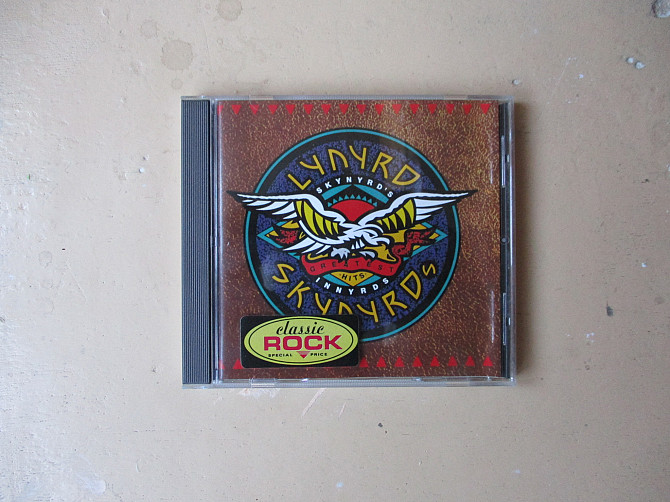 LYNYRD
SKYNYRD'S
GREATEST
HITS
INNYRDS
SKYNYRDs
classic
ROCK
SPECIAL PRICE